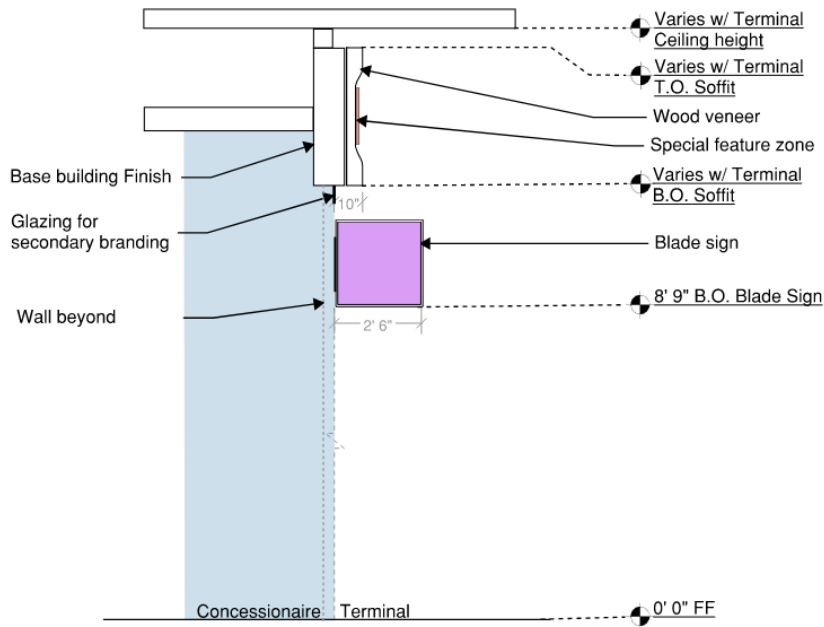 Varies w/ Terminal
Ceiling height
Varies w/ Terminal
T.O. Soffit
Wood veneer
Special feature zone
Base building Finish
Varies w/ Terminal
B.O. Soffit
10"
Glazing for
secondary branding
Blade sign
8' 9" B.O. Blade Sign
Wall beyond
2' 6"
Concessionaire
Terminal
0' 0" FF